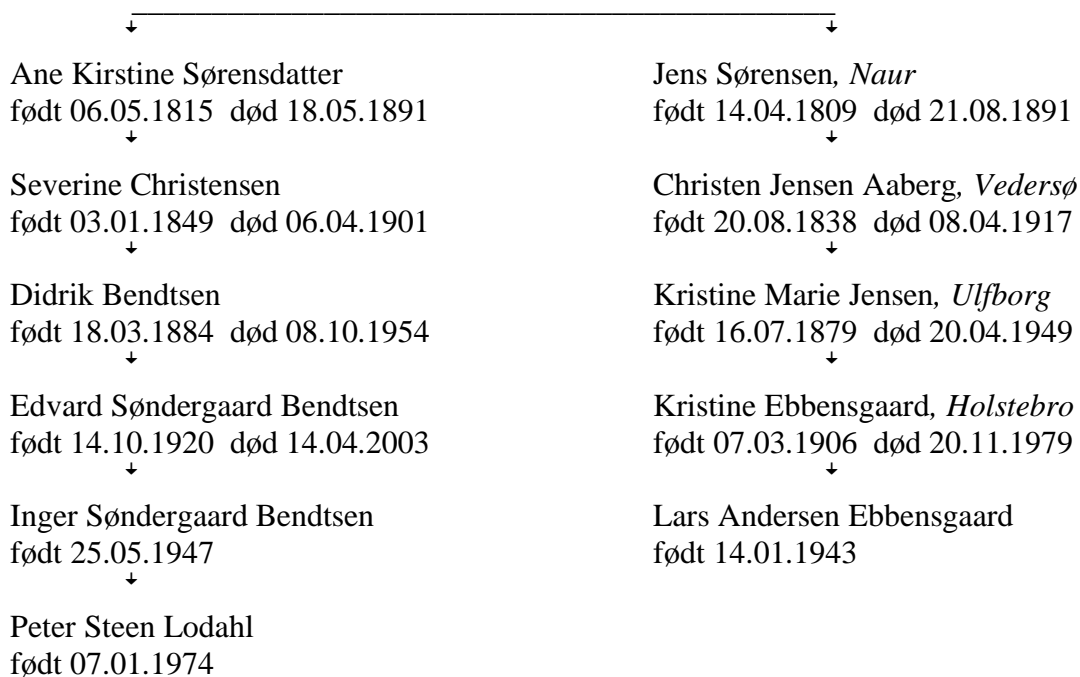 Ane Kirstine Sørensdatter
født 06.05.1815 død 18.05.1891
Severine Christensen
født 03.01.1849 død 06.04.1901
Didrik Bendtsen
født 18.03.1884 død 08.10.1954
Edvard Søndergaard Bendtsen
født 14.10.1920 død 14.04.2003
Inger Søndergaard Bendtsen
født 25.05.1947
Peter Steen Lodahl
født 07.01.1974
Jens Sørensen, Naur
født 14.04.1809 død 21.08.1891
Christen Jensen Aaberg, Vedersø
født 20.08.1838 død 08.04.1917
Kristine Marie Jensen, Ulfborg
født 16.07.1879 død 20.04.1949
Kristine Ebbensgaard, Holstebro
født 07.03.1906 død 20.11.1979
Lars Andersen Ebbensgaard
født 14.01.1943